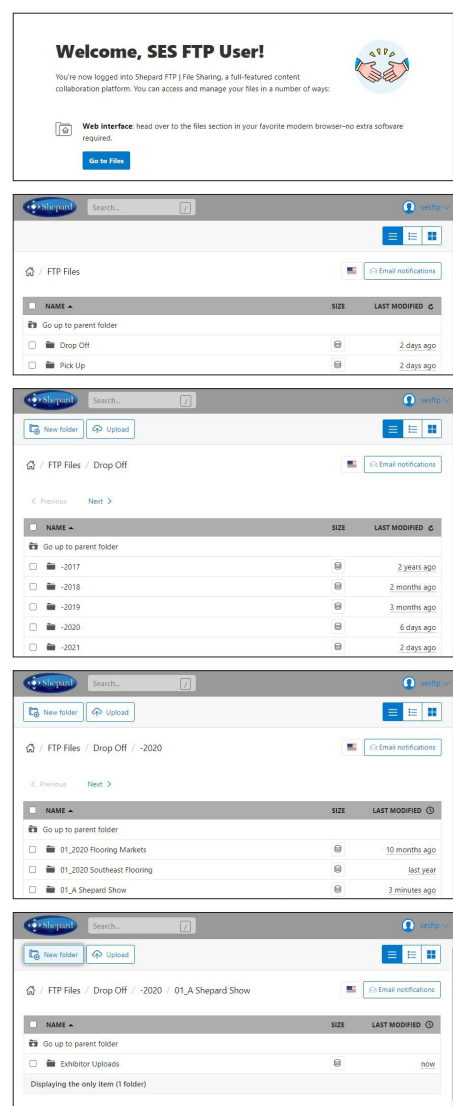 Welcome, SES FTP User!
You're now logged into Shepard FTP | File Sharing, a full-featured content
collaboration platform. You can access and manage your files in a number of ways:
Web interface: head over to the files section in your favorite modern browser–no extra software
required.
Go to Files
Shepard Search... / sesftp
/ FTP Files Email notifications
NAME SIZE LAST MODIFIED
Go up to parent folder
Drop Off 2 days ago
Pick Up 2 days ago
Shepard Search... / sesftp
New folder Upload
/ FTP Files / Drop Off Email notifications
< Previous Next >
NAME SIZE LAST MODIFIED
Go up to parent folder
-2017 2 years ago
-2018 2 months ago
-2019 3 months ago
-2020 6 days ago
-2021 2 days ago
Shepard Search... / sesftp
New folder Upload
/ FTP Files / Drop Off / -2020 Email notifications
< Previous Next >
NAME SIZE LAST MODIFIED
Go up to parent folder
01_2020 Flooring Markets 10 months ago
01_2020 Southeast Flooring last year
01_A Shepard Show 3 minutes ago
Shepard Search... / sesftp
New folder Upload
/ FTP Files / Drop Off / -2020 / 01_A Shepard Show Email notifications
NAME SIZE LAST MODIFIED
Go up to parent folder
Exhibitor Uploads now
Displaying the only item (1 folder)